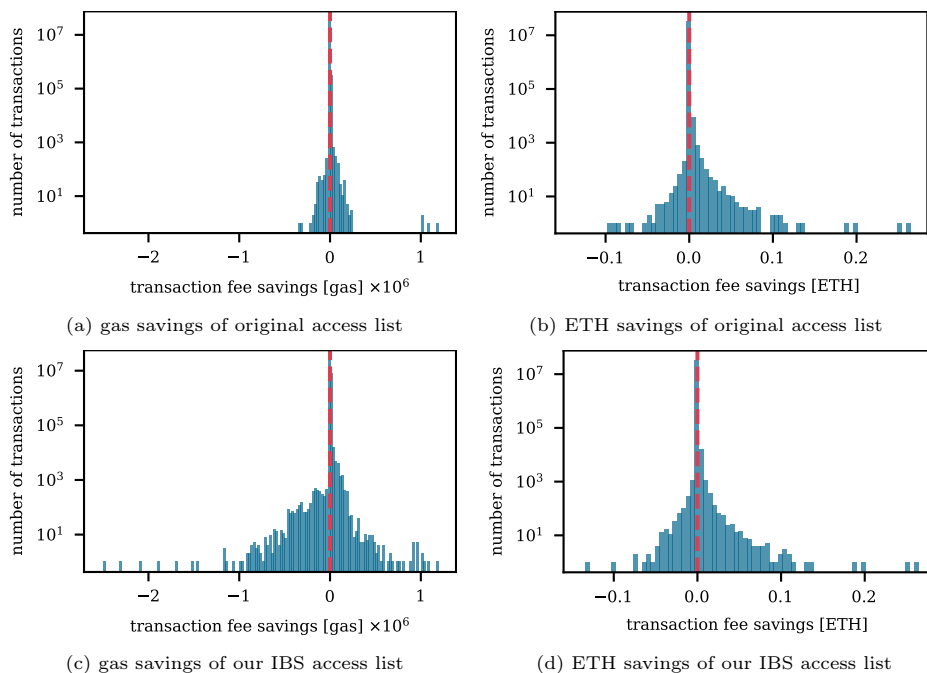 10^7
10^5
10^3
10^1
number of transactions
−2
−1
0
1
transaction fee savings [gas] ×10^6
(a) gas savings of original access list
10^7
10^5
10^3
10^1
number of transactions
−0.1
0.0
0.1
0.2
transaction fee savings [ETH]
(b) ETH savings of original access list
10^7
10^5
10^3
10^1
number of transactions
−2
−1
0
1
transaction fee savings [gas] ×10^6
(c) gas savings of our IBS access list
10^7
10^5
10^3
10^1
number of transactions
−0.1
0.0
0.1
0.2
transaction fee savings [ETH]
(d) ETH savings of our IBS access list